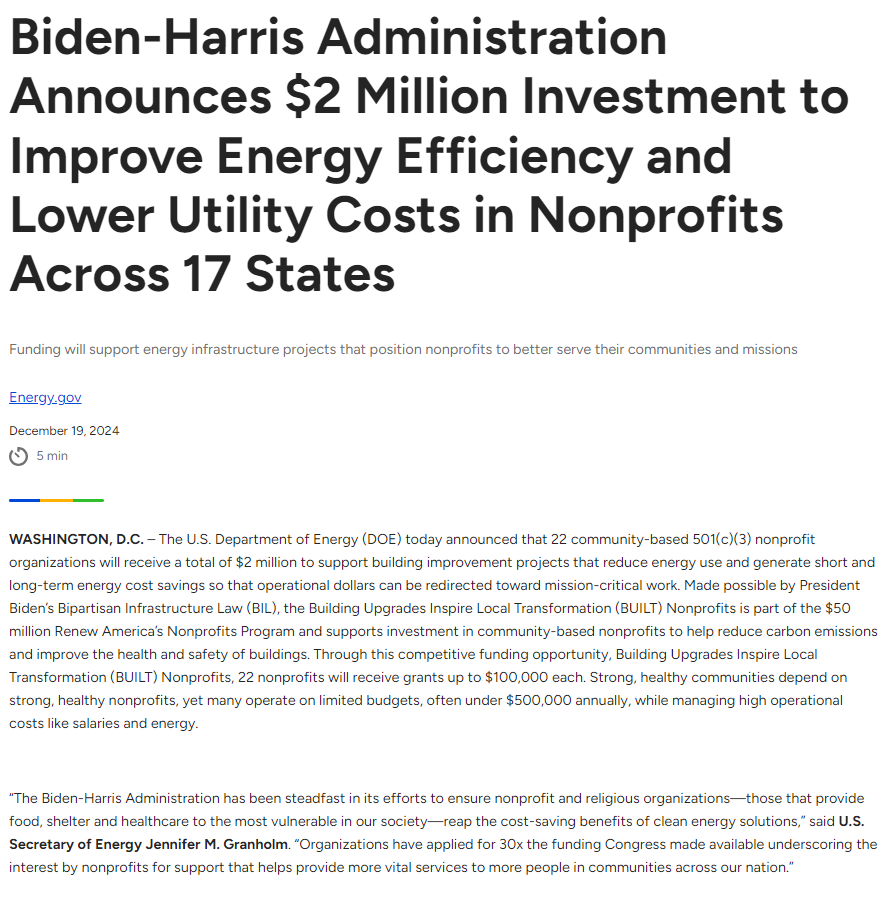 Biden-Harris Administration
Announces $2 Million Investment to
Improve Energy Efficiency and
Lower Utility Costs in Nonprofits
Across 17 States
Funding will support energy infrastructure projects that position nonprofits to better serve their communities and missions
Energy.gov
December 19, 2024
5 min
WASHINGTON, D.C. – The U.S. Department of Energy (DOE) today announced that 22 community-based 501(c)(3) nonprofit
organizations will receive a total of $2 million to support building improvement projects that reduce energy use and generate short and
long-term energy cost savings so that operational dollars can be redirected toward mission-critical work. Made possible by President
Biden’s Bipartisan Infrastructure Law (BIL), the Building Upgrades Inspire Local Transformation (BUILT) Nonprofits is part of the $50
million Renew America’s Nonprofits Program and supports investment in community-based nonprofits to help reduce carbon emissions
and improve the health and safety of buildings. Through this competitive funding opportunity, Building Upgrades Inspire Local
Transformation (BUILT) Nonprofits, 22 nonprofits will receive grants up to $100,000 each. Strong, healthy communities depend on
strong, healthy nonprofits, yet many operate on limited budgets, often under $500,000 annually, while managing high operational
costs like salaries and energy.
“The Biden-Harris Administration has been steadfast in its efforts to ensure nonprofit and religious organizations—those that provide
food, shelter and healthcare to the most vulnerable in our society—reap the cost-saving benefits of clean energy solutions,” said U.S.
Secretary of Energy Jennifer M. Granholm. “Organizations have applied for 30x the funding Congress made available underscoring the
interest by nonprofits for support that helps provide more vital services to more people in communities across our nation.”